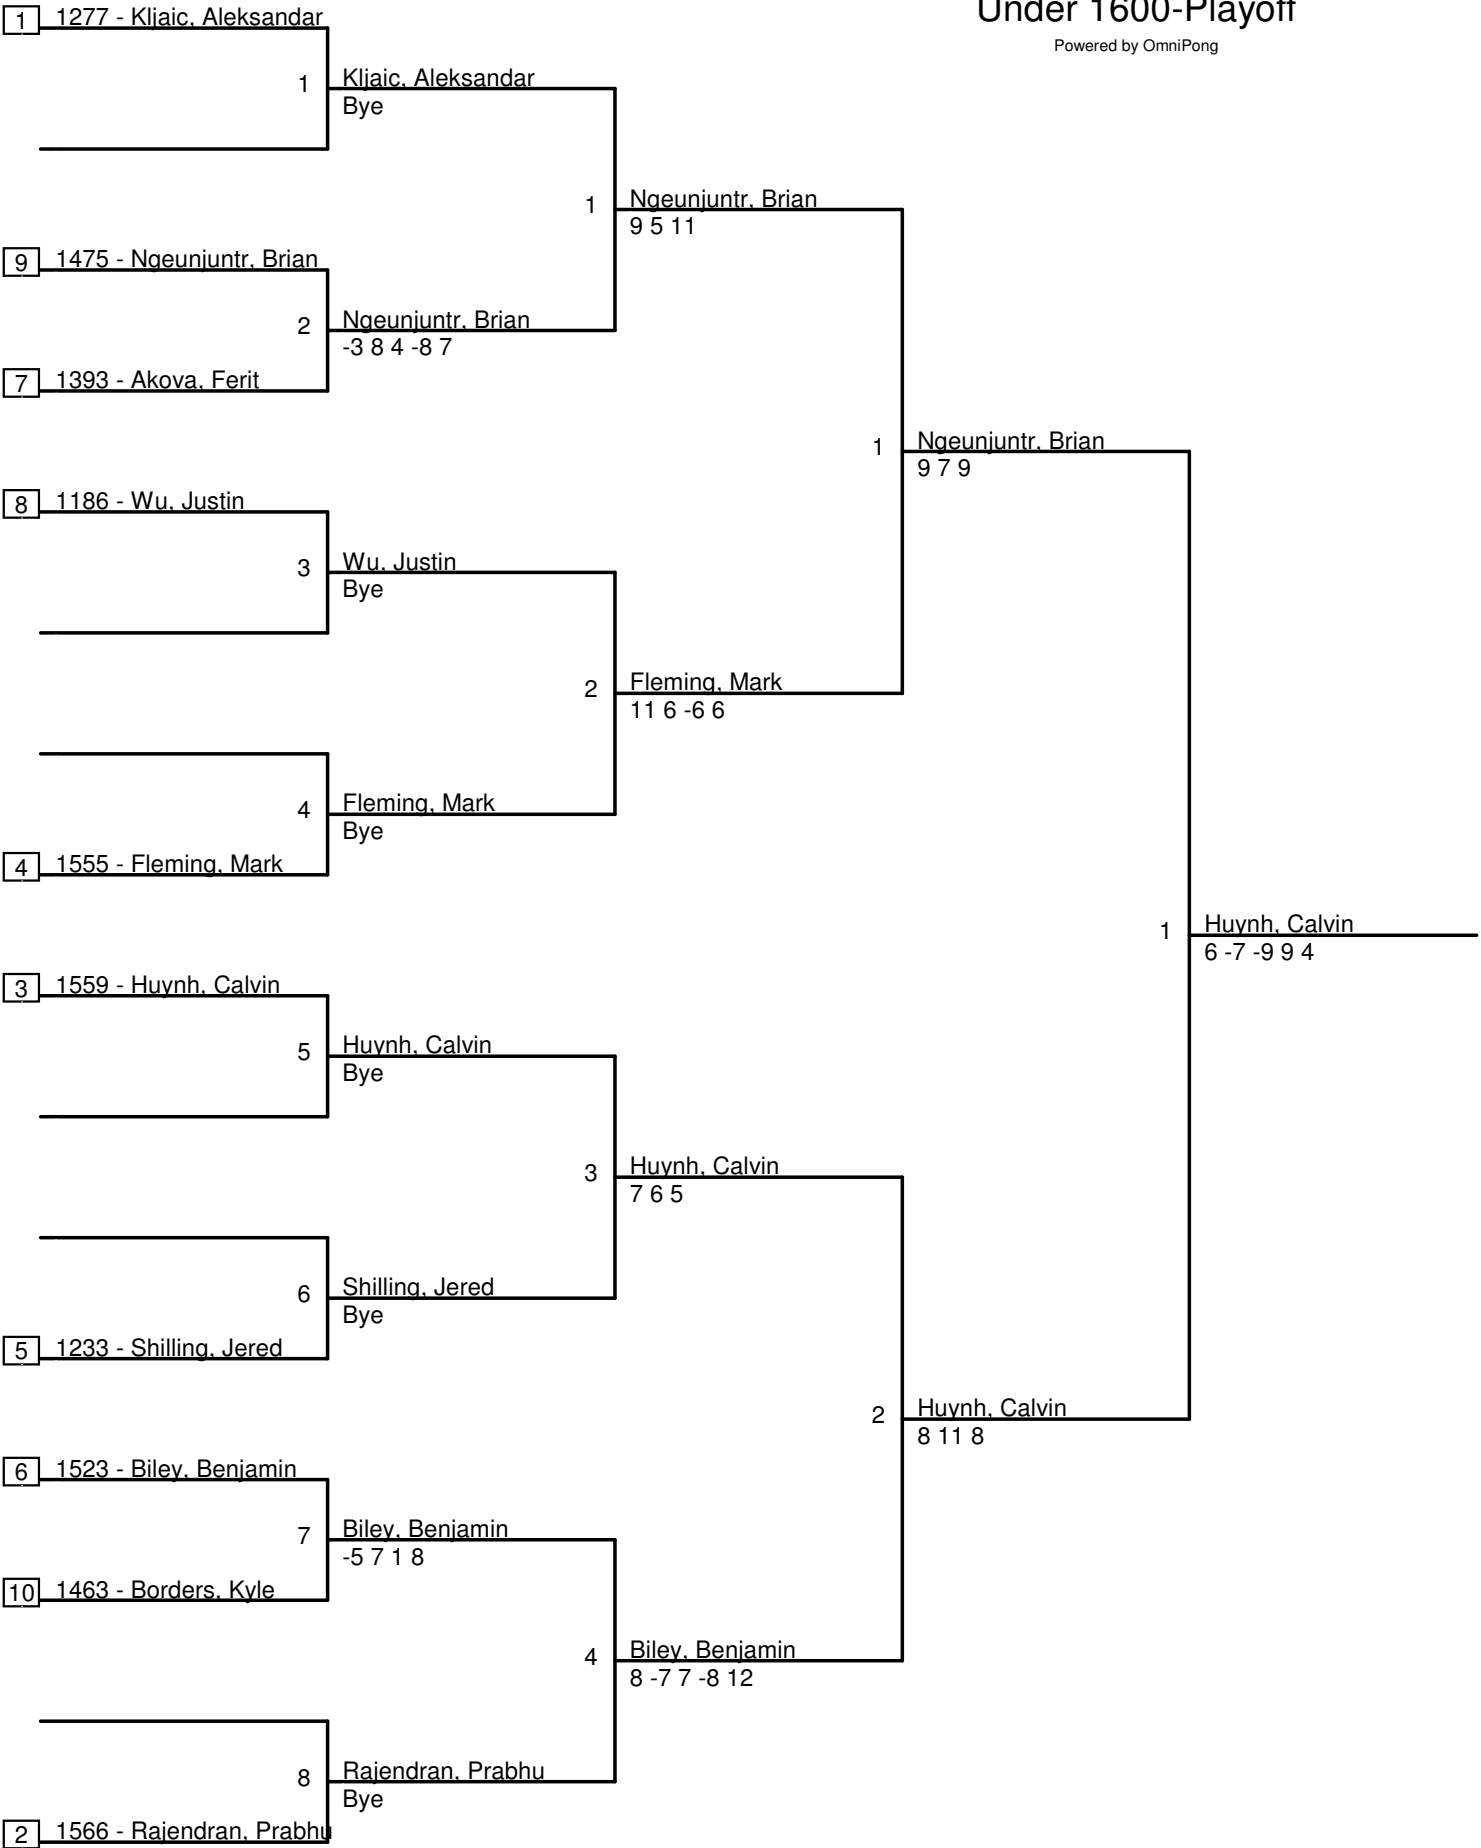 Under 1600-Playoff
Powered by OmniPong
1 1277 - Kljaic, Aleksandar
1 Kljaic, Aleksandar
Bye
1 Ngeunjuntr, Brian
9 5 11
9 1475 - Ngeunjuntr, Brian
2 Ngeunjuntr, Brian
-3 8 4 -8 7
7 1393 - Akova, Ferit
1 Ngeunjuntr, Brian
9 7 9
8 1186 - Wu, Justin
3 Wu, Justin
Bye
2 Fleming, Mark
11 6 -6 6
4 Fleming, Mark
Bye
4 1555 - Fleming, Mark
1 Huynh, Calvin
6 -7 -9 9 4
3 1559 - Huynh, Calvin
5 Huynh, Calvin
Bye
3 Huynh, Calvin
7 6 5
6 Shilling, Jered
Bye
5 1233 - Shilling, Jered
2 Huynh, Calvin
8 11 8
6 1523 - Biley, Benjamin
7 Biley, Benjamin
-5 7 1 8
10 1463 - Borders, Kyle
4 Biley, Benjamin
8 -7 7 -8 12
8 Rajendran, Prabhu
Bye
2 1566 - Rajendran, Prabhu